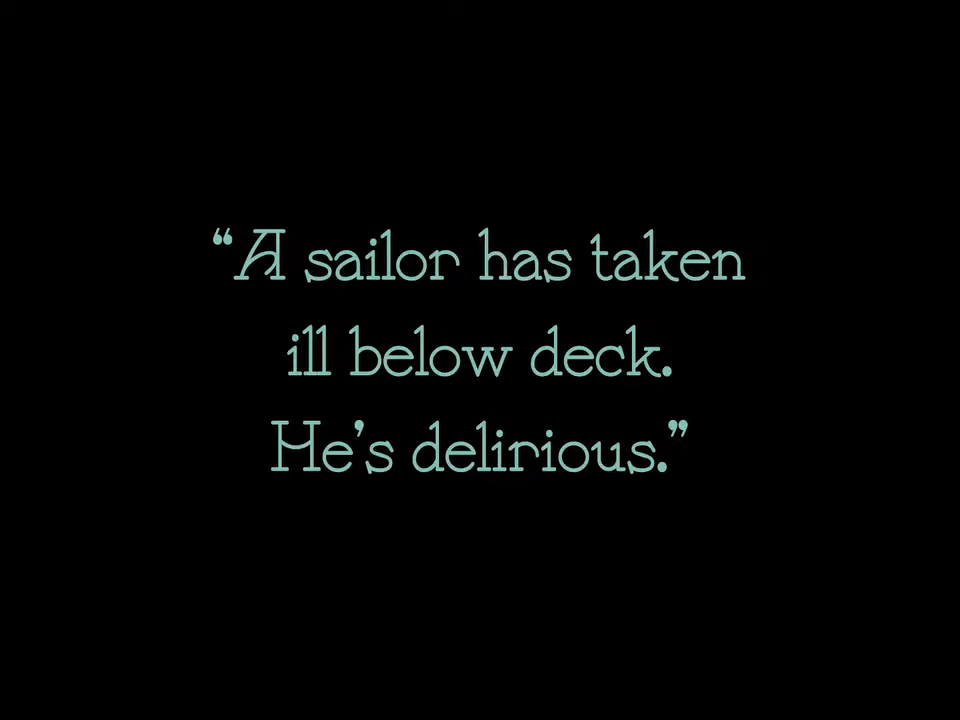 “A sailor has taken
ill below deck.
He’s delirious.”